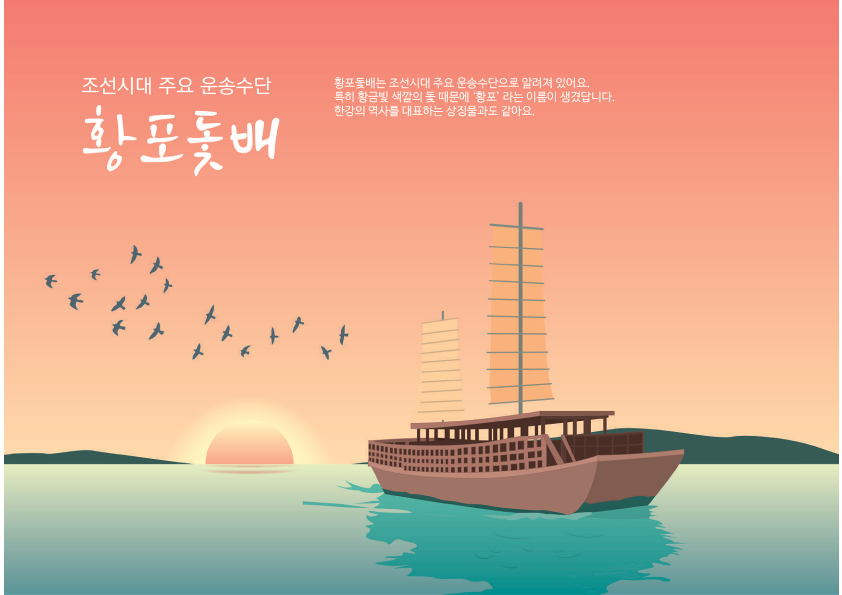 조선시대 주요 운송수단
황포돛배
황포돛배는 조선시대 주요 운송수단으로 알려져 있어요.
특히 황금빛 색깔의 돛 때문에 '황포' 라는 이름이 생겼답니다.
한강의 역사를 대표하는 상징물과도 같아요.